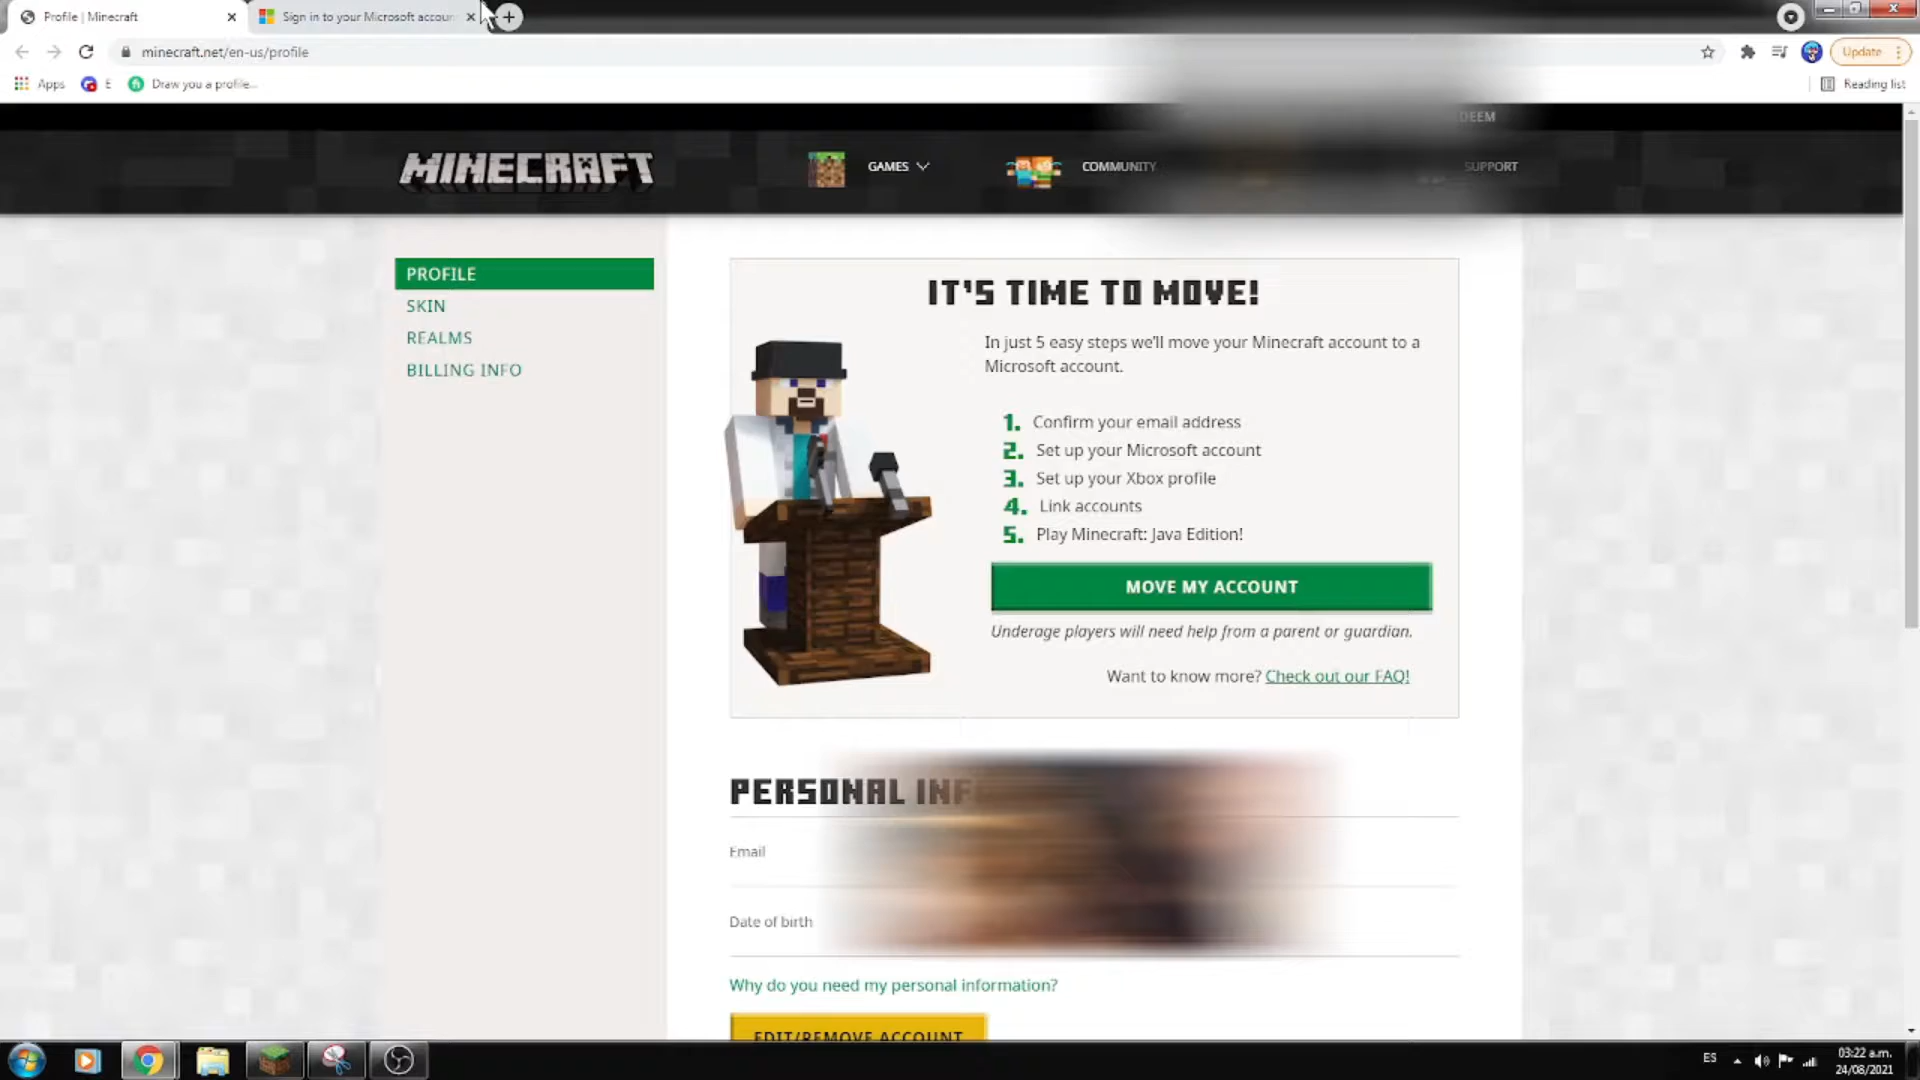 Profile | Minecraft
Sign in to your Microsoft accoun
minecraft.net/en-us/profile
Update
Apps
E
Draw you a profile...
Reading list
DEEM
MINECRAFT
GAMES
COMMUNITY
SUPPORT
PROFILE
SKIN
REALMS
BILLING INFO
IT'S TIME TO MOVE!
In just 5 easy steps we'll move your Minecraft account to a
Microsoft account.
1. Confirm your email address
2. Set up your Microsoft account
3. Set up your Xbox profile
4. Link accounts
5. Play Minecraft: Java Edition!
MOVE MY ACCOUNT
Underage players will need help from a parent or guardian.
Want to know more? Check out our FAQ!
PERSONAL INF
Email
Date of birth
Why do you need my personal information?
EDIT/REMOVE ACCOUNT
ES
03:22 a.m.
24/08/2021